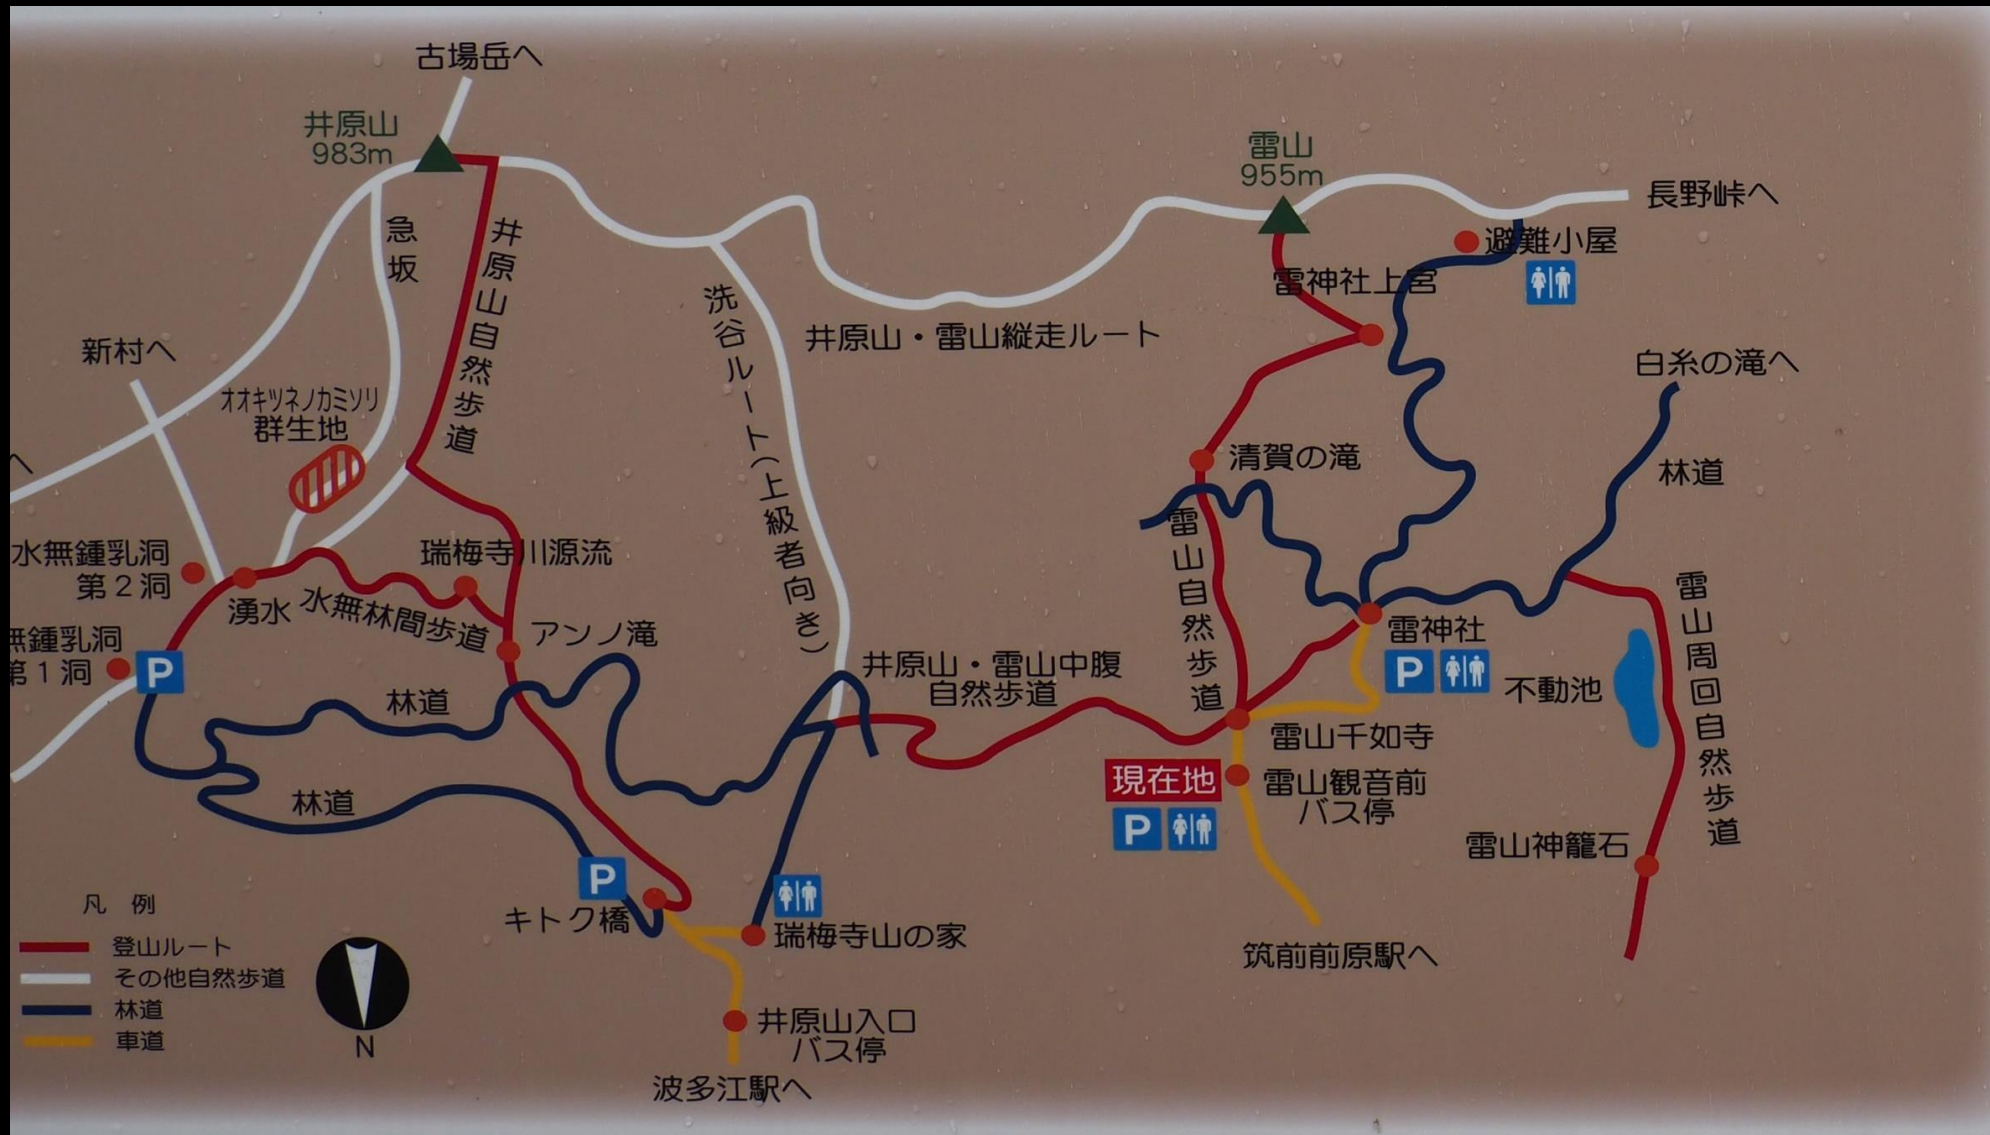 古場岳へ
井原山
983m
雷山
955m
長野峠へ
避難小屋
急坂
井原山自然歩道
雷神社上宮
洗谷ルート(上級者向き)
井原山・雷山縦走ルート
新村へ
白糸の滝へ
オオキツネノカミソリ
群生地
へ
清賀の滝
林道
雷山自然歩道
水無鍾乳洞
第2洞
瑞梅寺川源流
湧水
水無林間歩道
アンノ滝
雷神社
P
雷山周回自然歩道
無鍾乳洞
第1洞
P
井原山・雷山中腹
自然歩道
不動池
林道
雷山千如寺
現在地
雷山観音前
バス停
P
林道
雷山神籠石
P
キトク橋
瑞梅寺山の家
筑前前原駅へ
凡 例
登山ルート
その他自然歩道
林道
車道
N
井原山入口
バス停
波多江駅へ